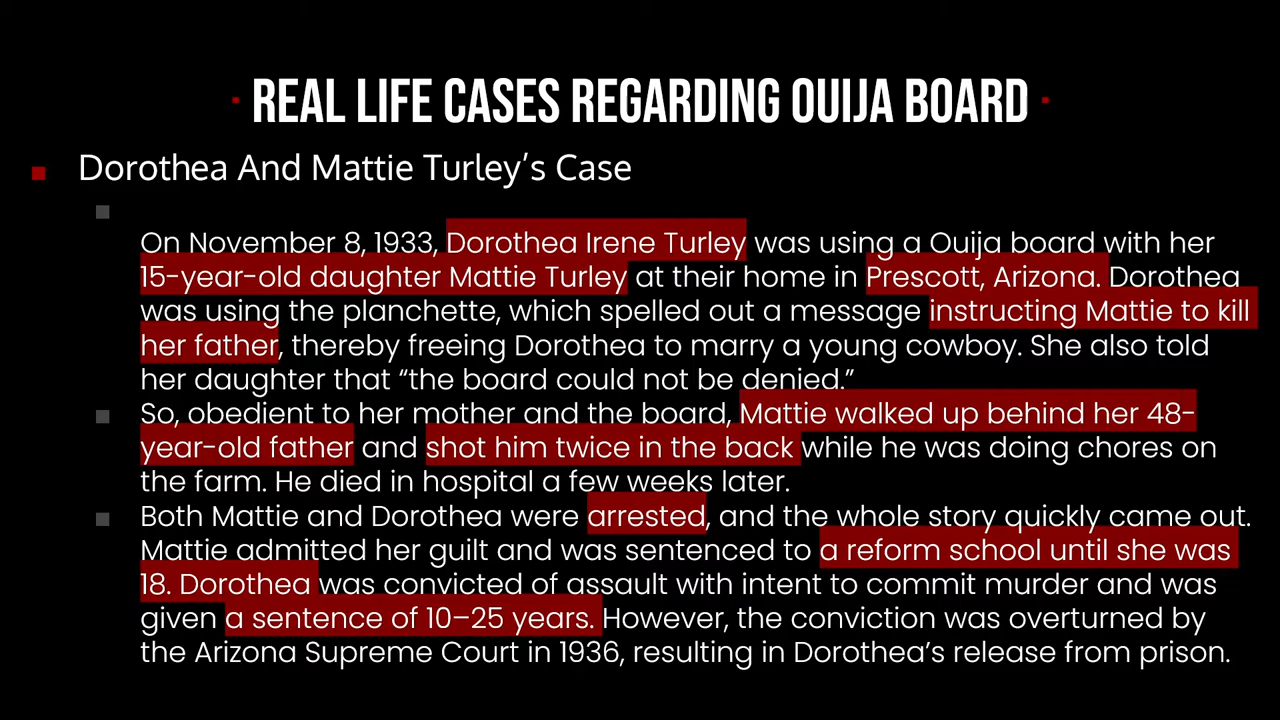 REAL LIFE CASES REGARDING OUIJA BOARD
Dorothea And Mattie Turley’s Case
On November 8, 1933, Dorothea Irene Turley was using a Ouija board with her
15-year-old daughter Mattie Turley at their home in Prescott, Arizona. Dorothea
was using the planchette, which spelled out a message instructing Mattie to kill
her father, thereby freeing Dorothea to marry a young cowboy. She also told
her daughter that “the board could not be denied.”
So, obedient to her mother and the board, Mattie walked up behind her 48-
year-old father and shot him twice in the back while he was doing chores on
the farm. He died in hospital a few weeks later.
Both Mattie and Dorothea were arrested, and the whole story quickly came out.
Mattie admitted her guilt and was sentenced to a reform school until she was
18. Dorothea was convicted of assault with intent to commit murder and was
given a sentence of 10–25 years. However, the conviction was overturned by
the Arizona Supreme Court in 1936, resulting in Dorothea’s release from prison.